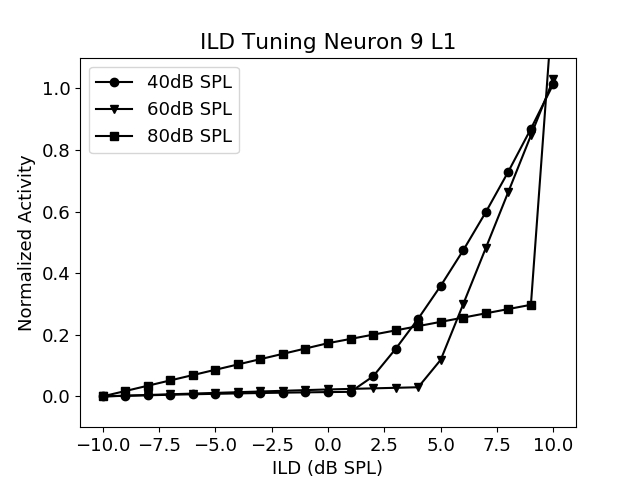 ILD Tuning Neuron 9 L1
40dB SPL
60dB SPL
80dB SPL
Normalized Activity
1.0
0.8
0.6
0.4
0.2
0.0
−10.0 −7.5 −5.0 −2.5 0.0 2.5 5.0 7.5 10.0
ILD (dB SPL)